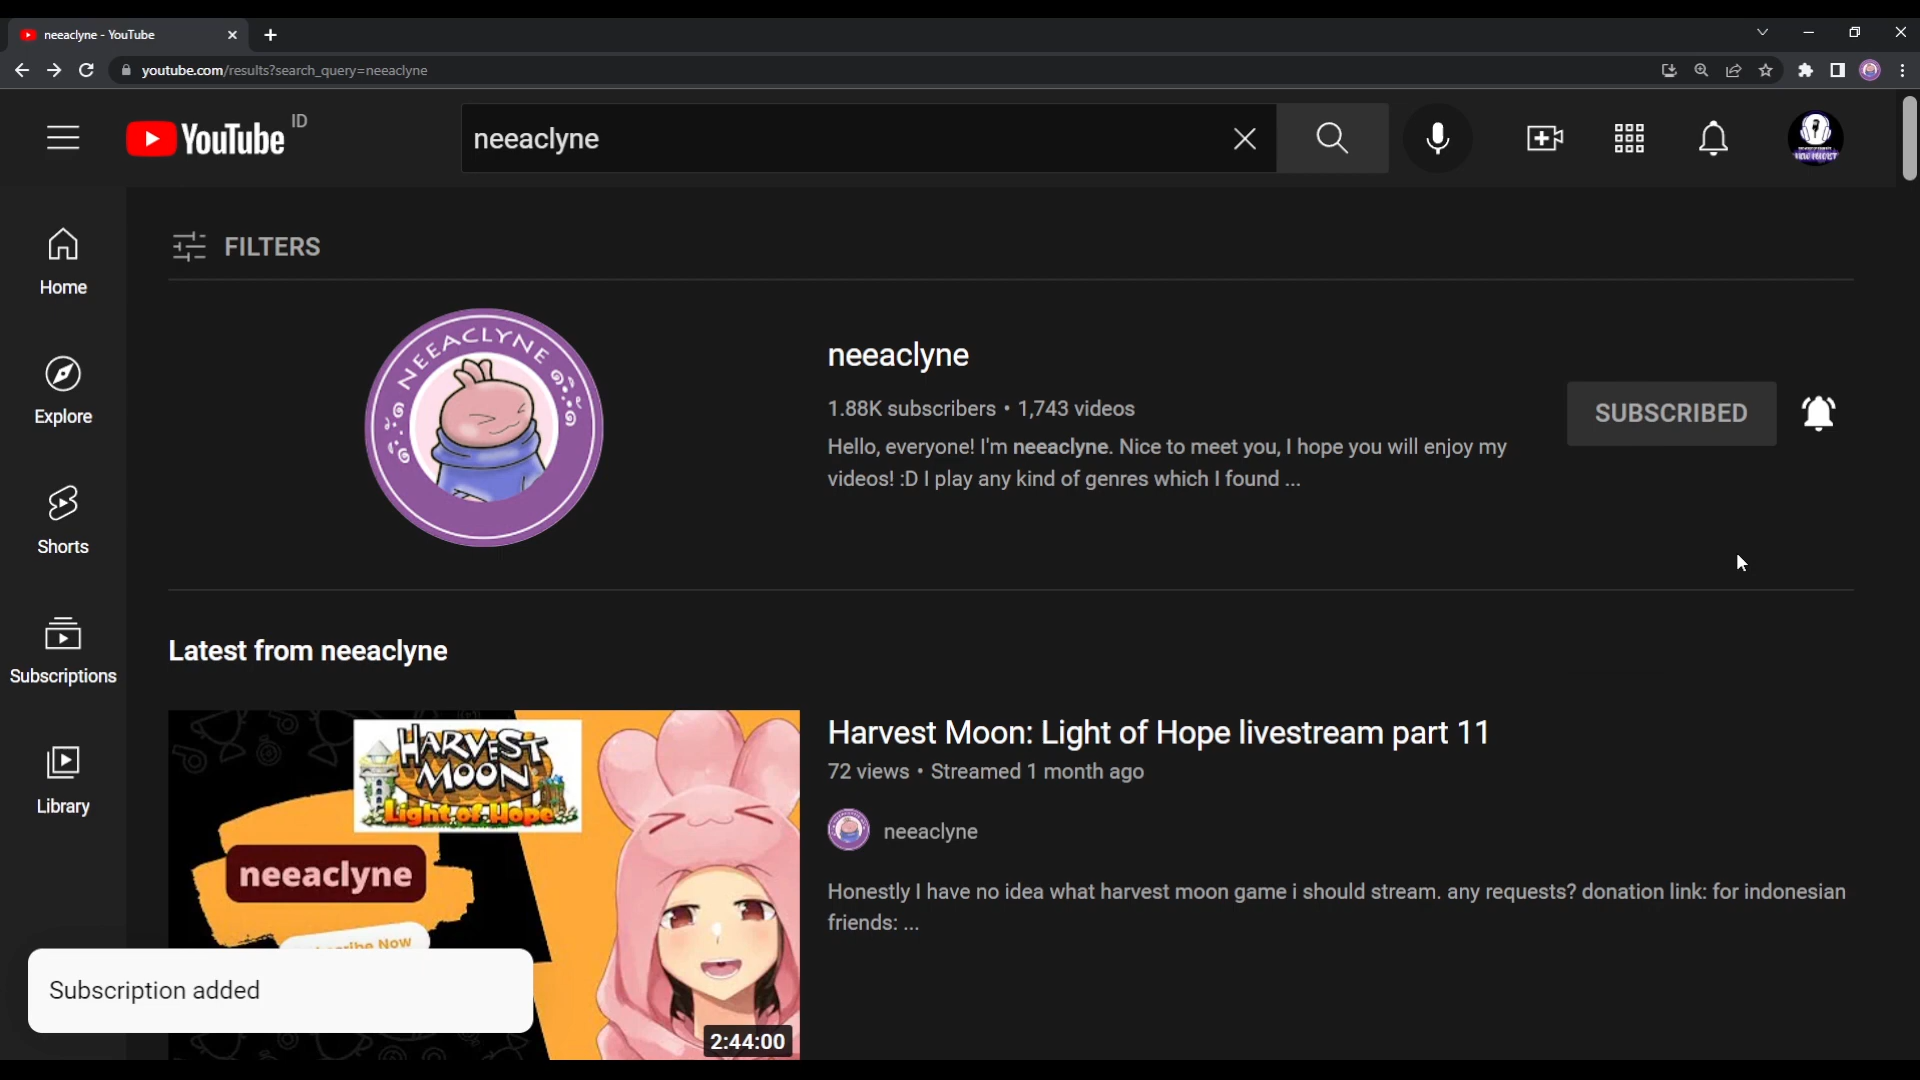 neeaclyne - YouTube
youtube.com/results?search_query=neeaclyne
YouTube ID
neeaclyne
FILTERS
Home
Explore
Shorts
Subscriptions
Library
NEEACLYNE
neeaclyne
1.88K subscribers • 1,743 videos
Hello, everyone! I'm neeaclyne. Nice to meet you, I hope you will enjoy my
videos! :D I play any kind of genres which I found ...
SUBSCRIBED
Latest from neeaclyne
HARVEST
MOON
Light of Hope
neeaclyne
Now
2:44:00
Harvest Moon: Light of Hope livestream part 11
72 views • Streamed 1 month ago
neeaclyne
Honestly I have no idea what harvest moon game i should stream. any requests? donation link: for indonesian
friends: ...
Subscription added